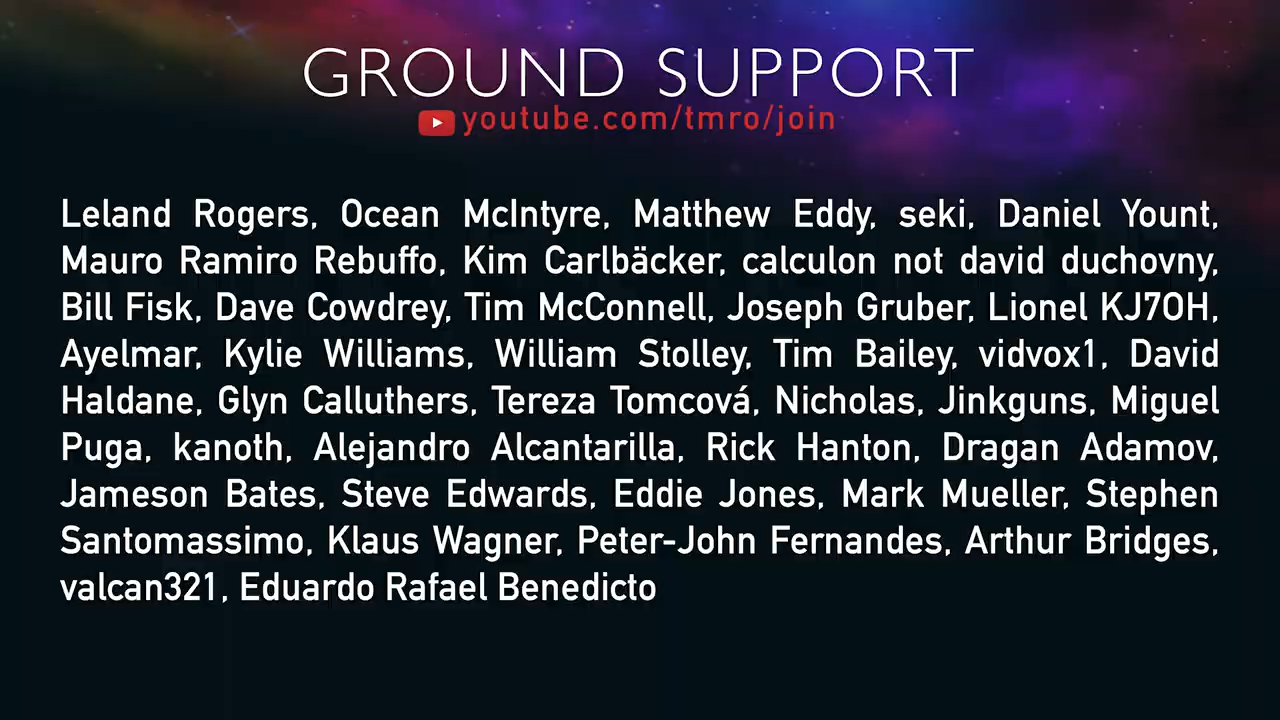 GROUND SUPPORT
youtube.com/tmro/join
Leland Rogers, Ocean McIntyre, Matthew Eddy, seki, Daniel Yount,
Mauro Ramiro Rebuffo, Kim Carlbäcker, calculon not david duchovny,
Bill Fisk, Dave Cowdrey, Tim McConnell, Joseph Gruber, Lionel KJ7OH,
Ayelmar, Kylie Williams, William Stolley, Tim Bailey, vidvox1, David
Haldane, Glyn Calluthers, Tereza Tomcová, Nicholas, Jinkguns, Miguel
Puga, kanoth, Alejandro Alcantarilla, Rick Hanton, Dragan Adamov,
Jameson Bates, Steve Edwards, Eddie Jones, Mark Mueller, Stephen
Santomassimo, Klaus Wagner, Peter-John Fernandes, Arthur Bridges,
valcan321, Eduardo Rafael Benedicto